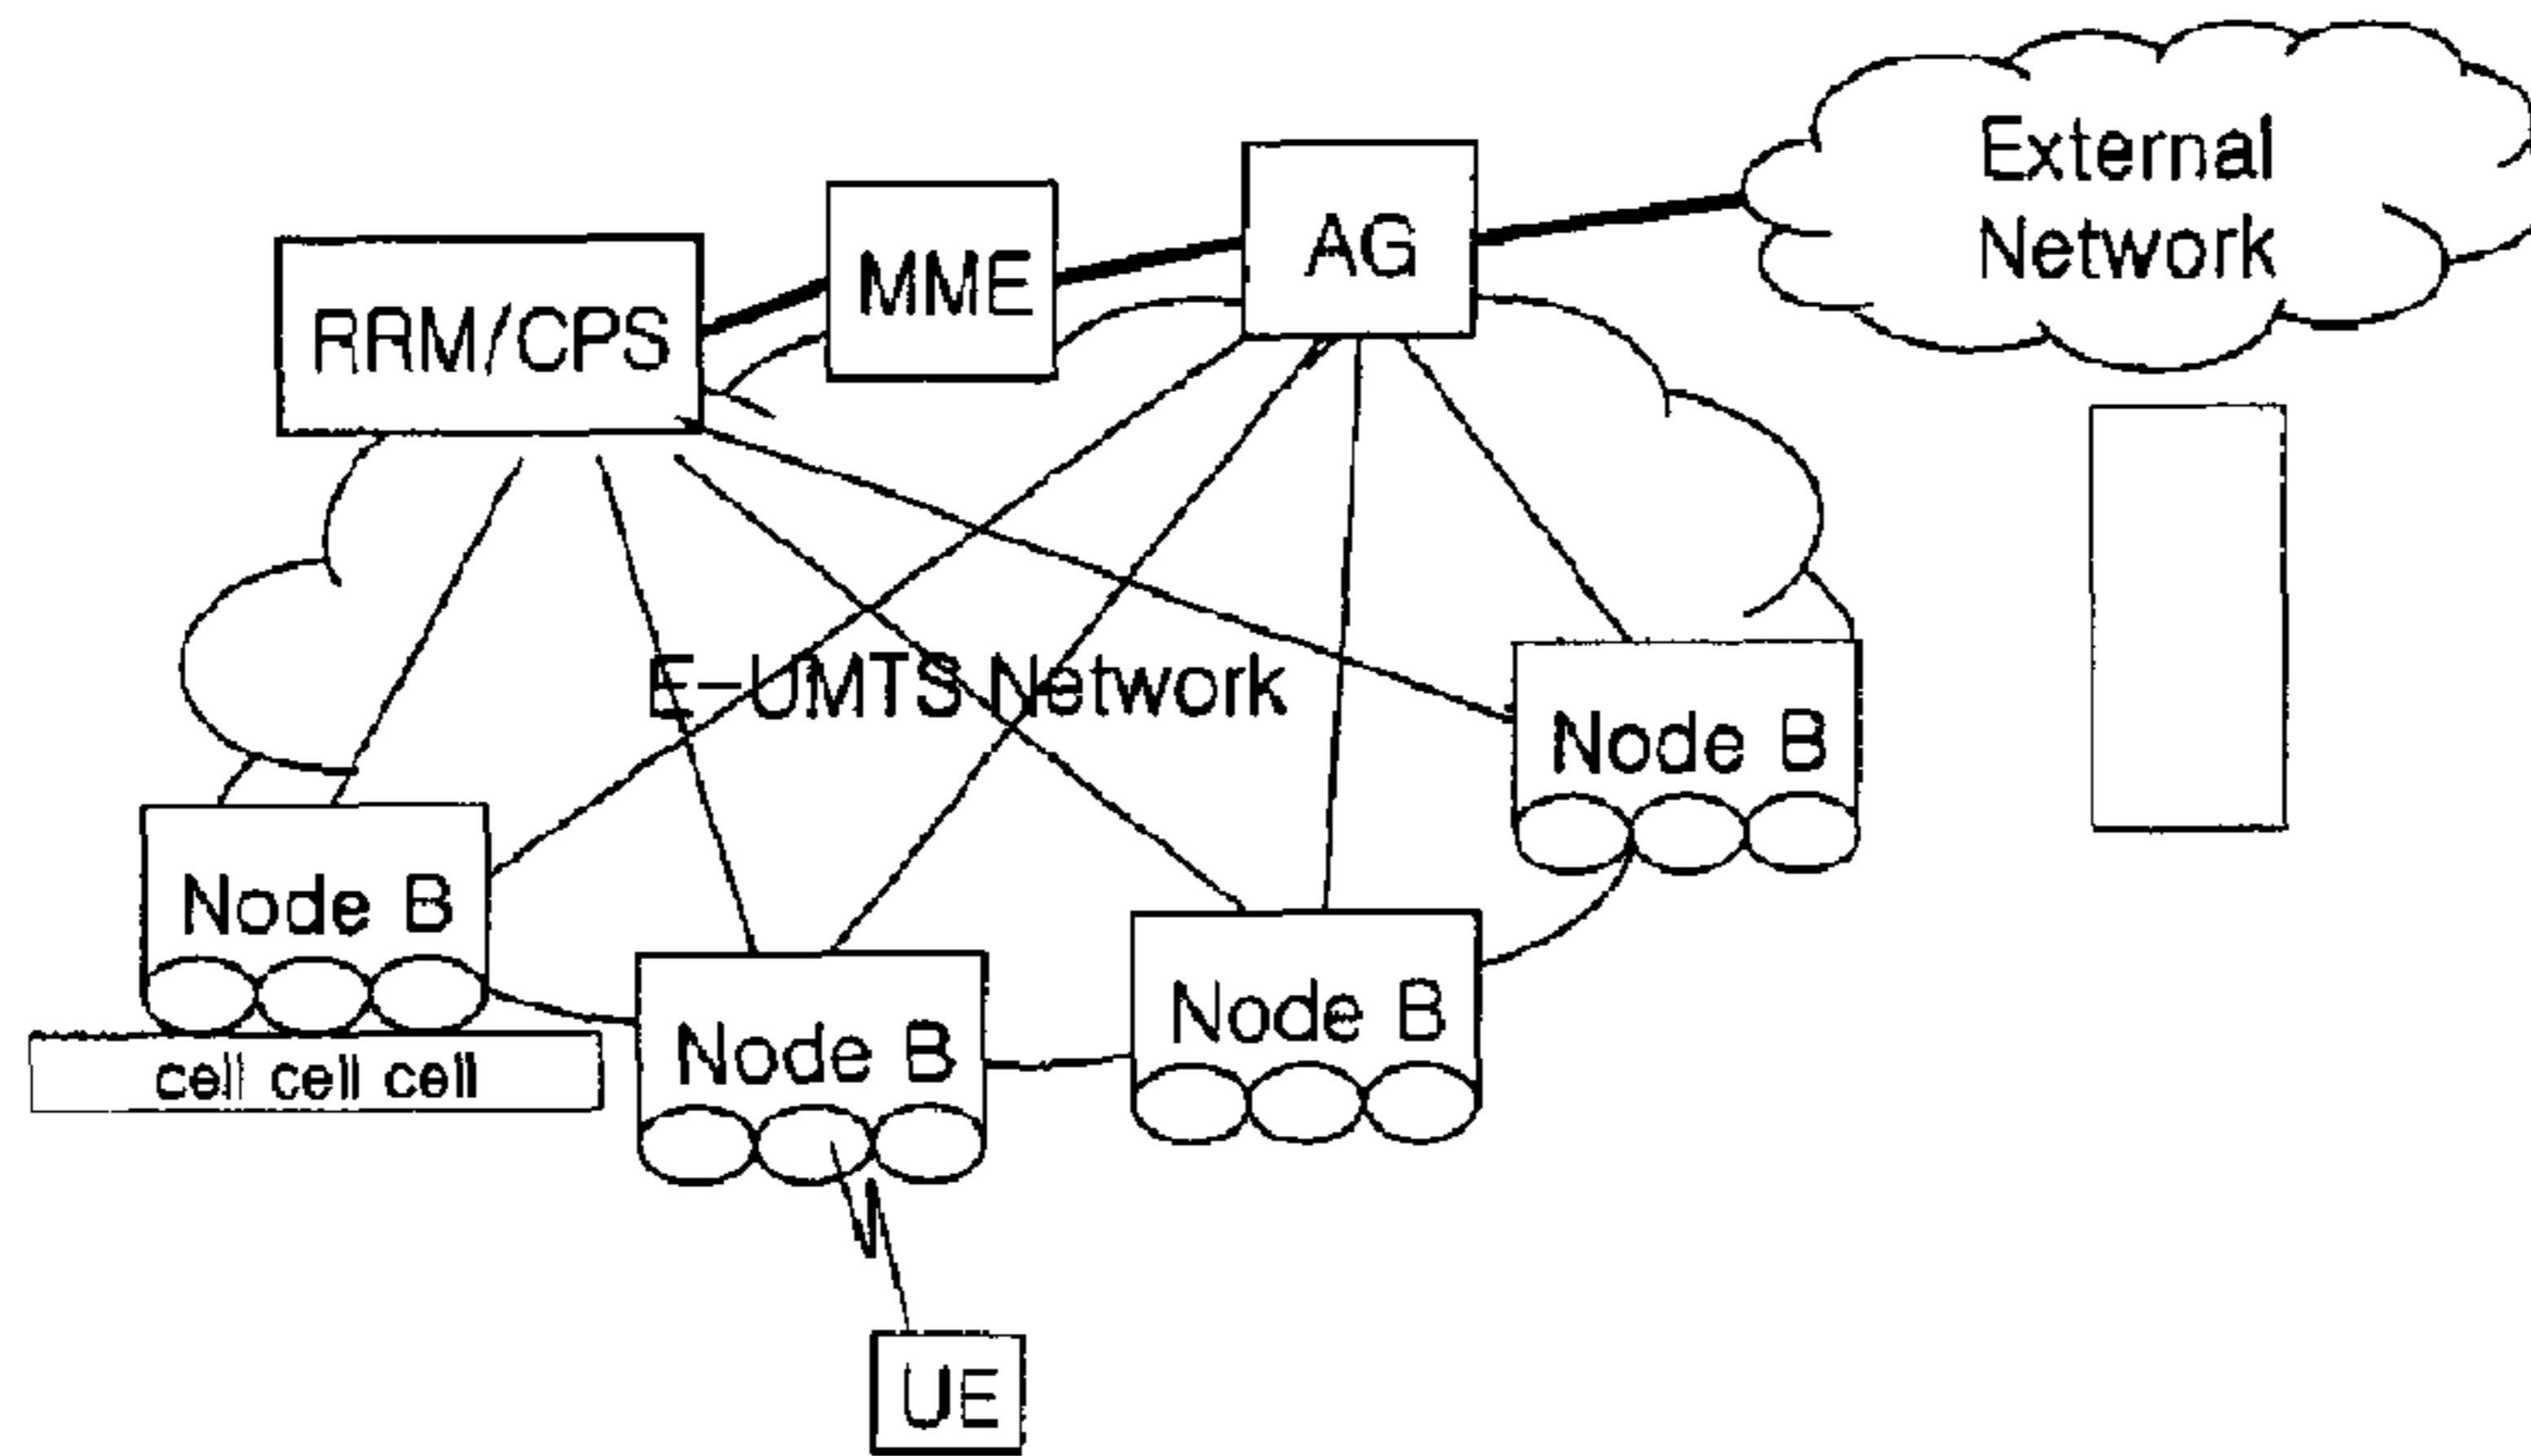 External
Network
AG
MME
RRM/CPS
E-UMTS Network
Node B
Node B
Node B
Node B
cell cell cell
UE